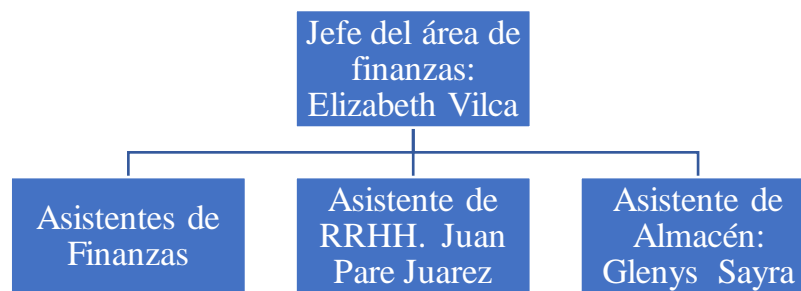 Jefe del área de
finanzas:
Elizabeth Vilca
Asistentes de
Finanzas
Asistente de
RRHH. Juan
Pare Juarez
Asistente de
Almacén:
Glenys Sayra